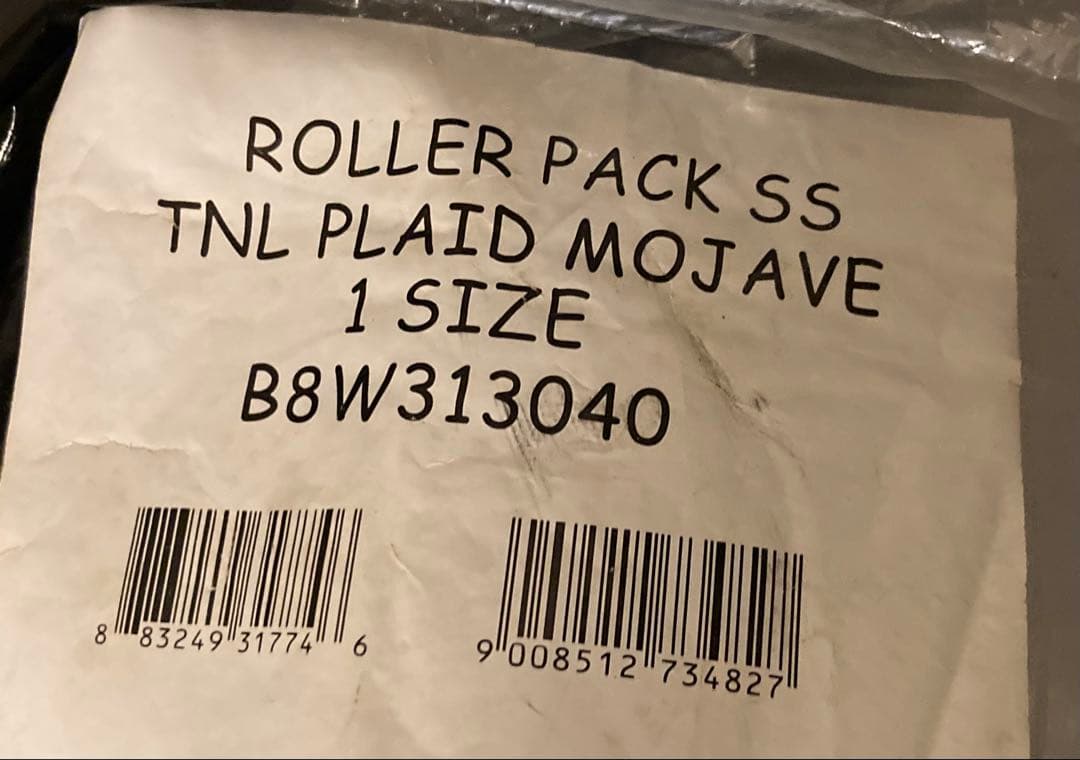 ROLLER PACK SS
TNL PLAID MOJAVE
1 SIZE
B8W313040
8 83249 31774 6
9 008512 734827